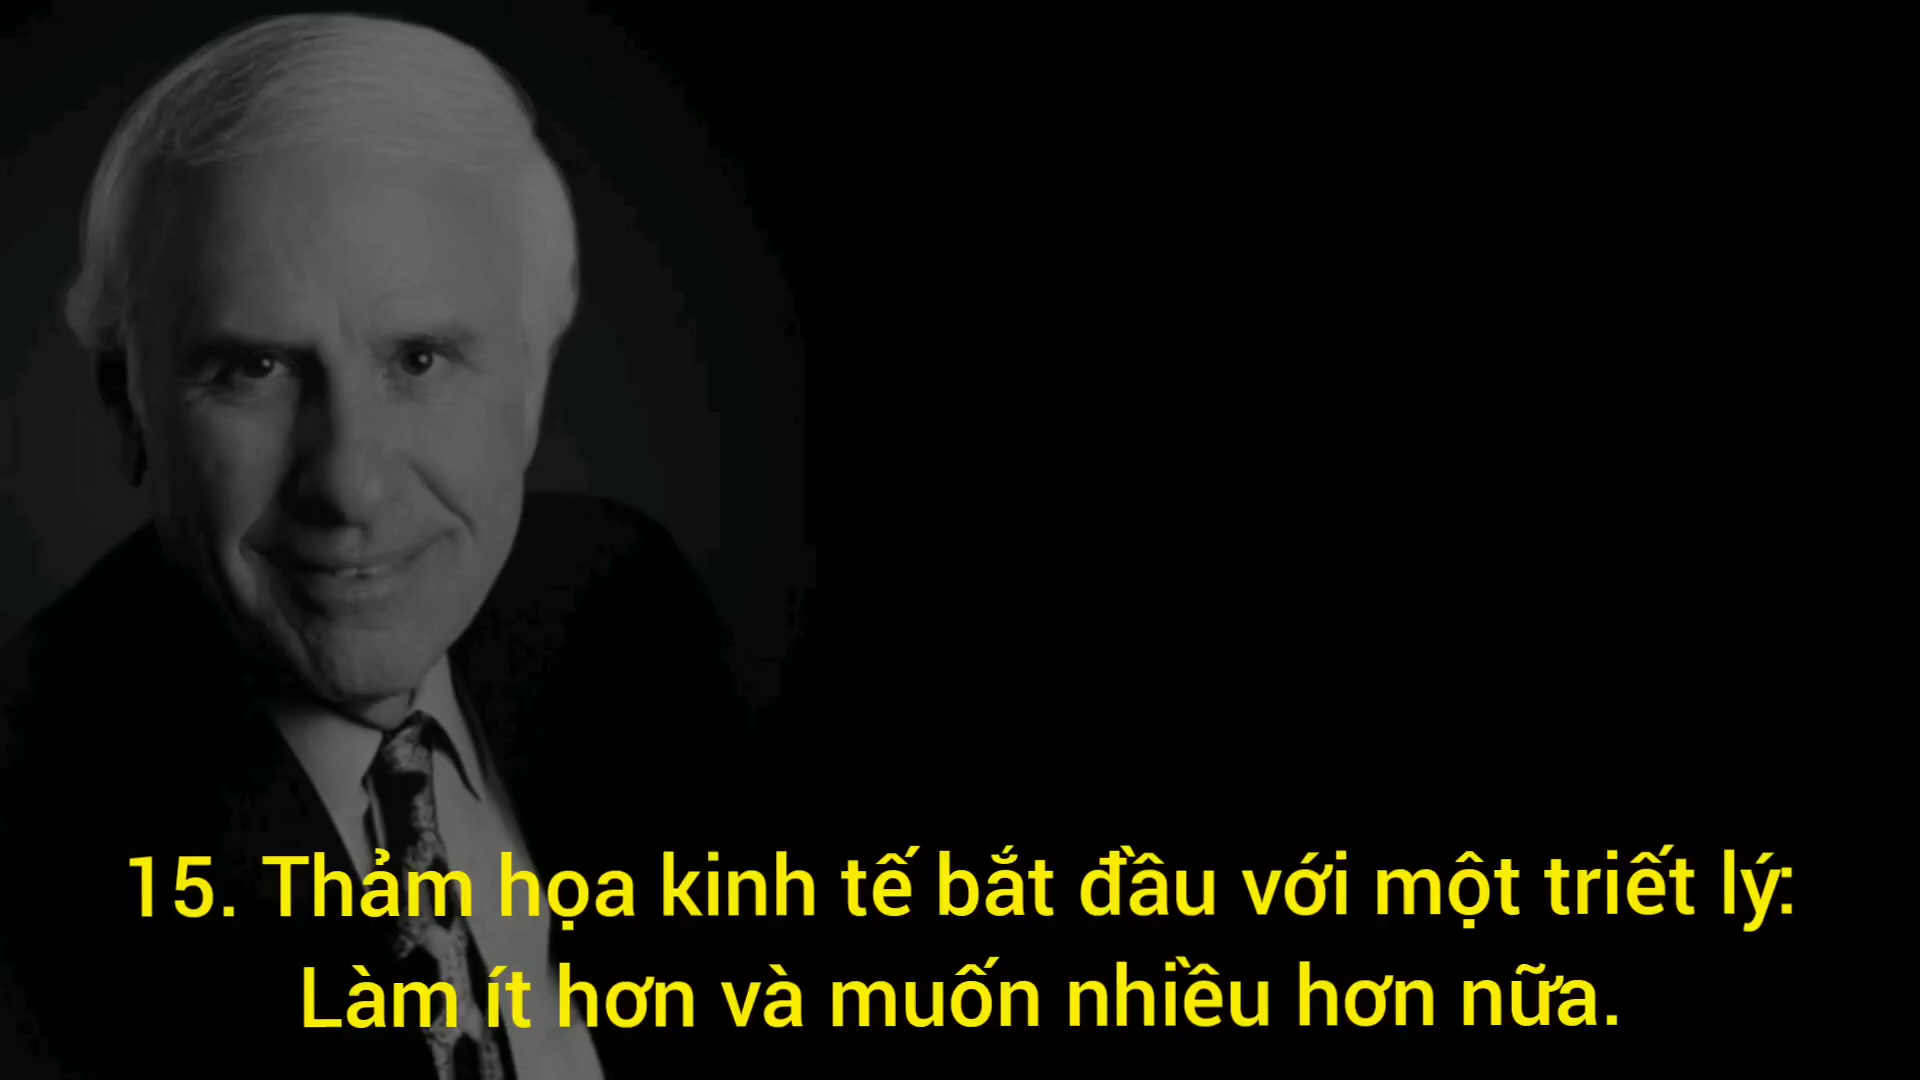 15. Thảm họa kinh tế bắt đầu với một triết lý:
Làm ít hơn và muốn nhiều hơn nữa.